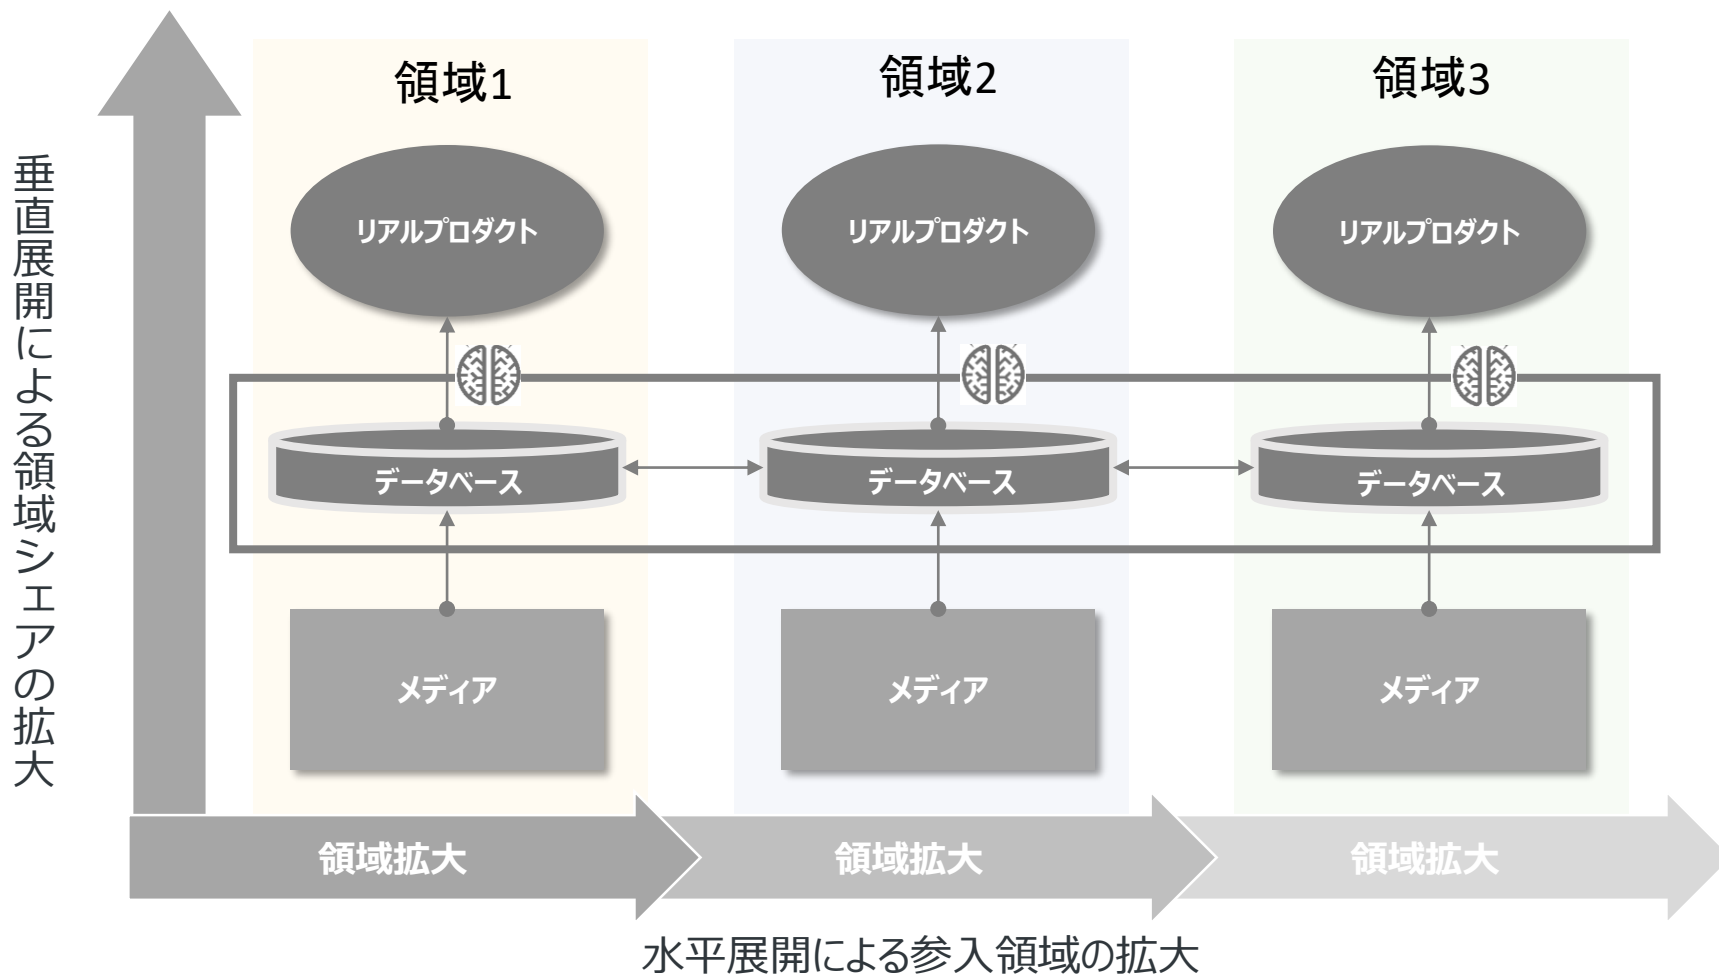 領域1
領域2
領域3
垂直展開による領域シェアの拡大
リアルプロダクト
リアルプロダクト
リアルプロダクト
データベース
データベース
データベース
メディア
メディア
メディア
領域拡大
領域拡大
領域拡大
水平展開による参入領域の拡大